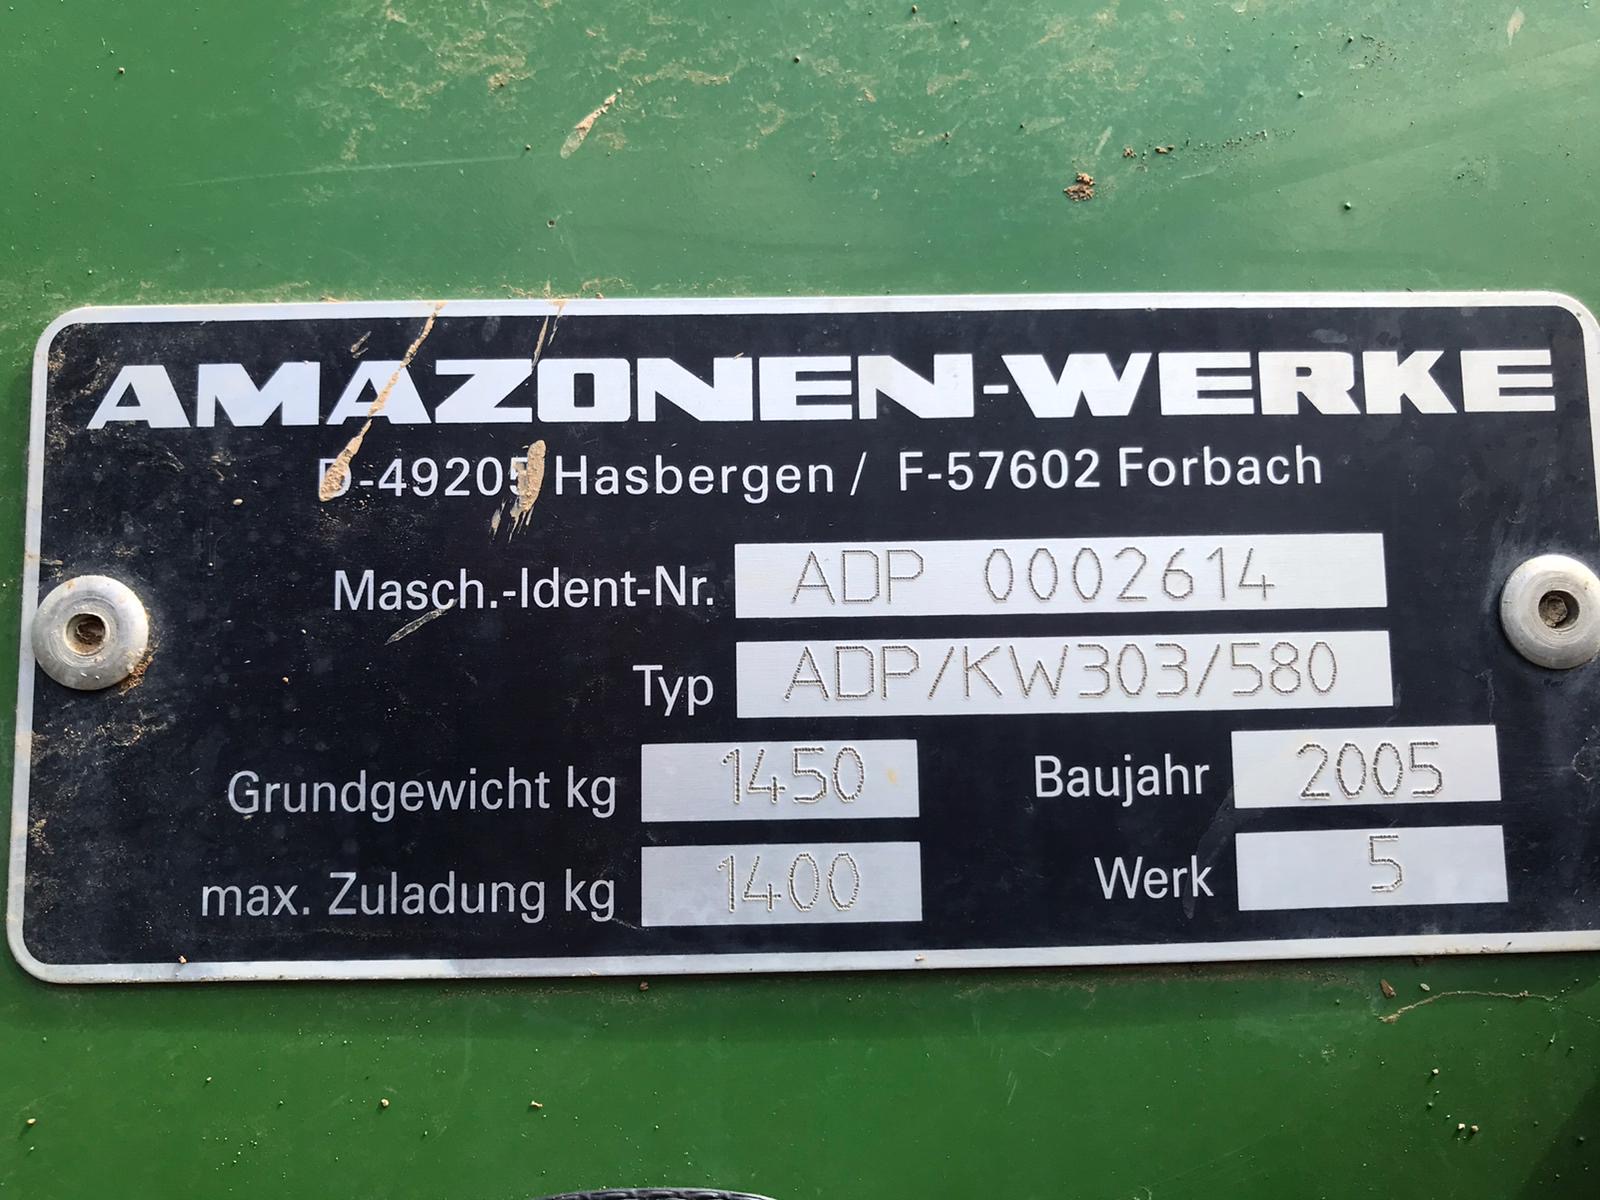 AMAZONEN-WERKE
D-49205 Hasbergen / F-57602 Forbach
Masch.-Ident-Nr. ADP 0002614
Typ ADP/KW303/580
Grundgewicht kg 1450 Baujahr 2005
max. Zuladung kg 1400 Werk 5